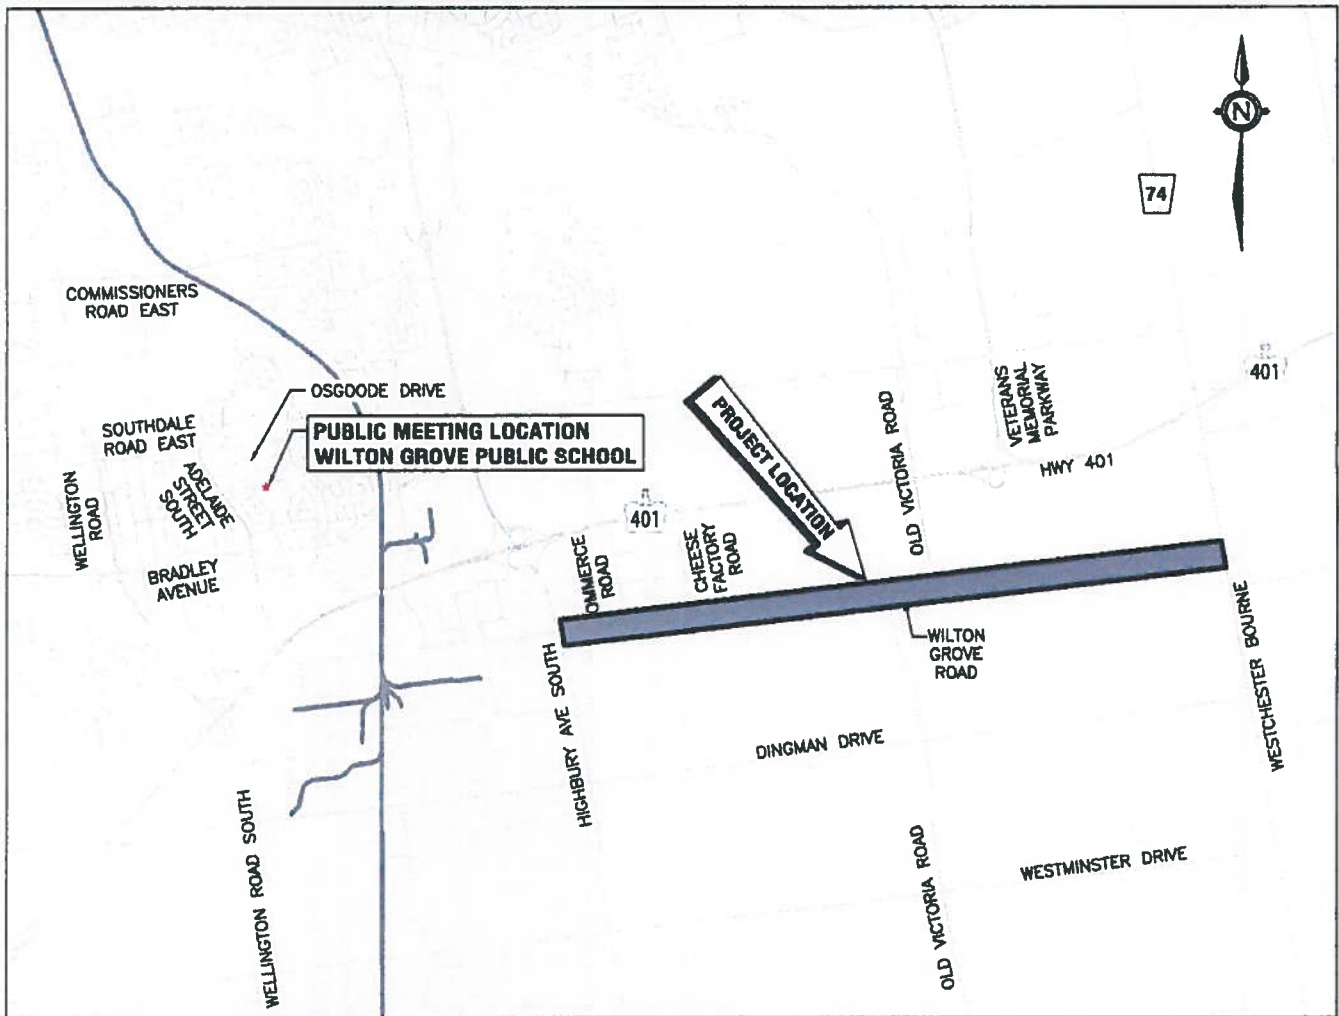 N
74
COMMISSIONERS
ROAD EAST
401
OSGOODE DRIVE
SOUTHDALE
ROAD EAST
PUBLIC MEETING LOCATION
WILTON GROVE PUBLIC SCHOOL
PROJECT LOCATION
OLD VICTORIA ROAD
VETERANS
MEMORIAL
PARKWAY
HWY 401
WELLINGTON
ROAD
ADELAIDE
STREET
SOUTH
401
BRADLEY
AVENUE
OMMERCE
ROAD
CHEESE
FACTORY
ROAD
WILTON
GROVE
ROAD
HIGHBURY AVE SOUTH
WESTCHESTER BOURNE
DINGMAN DRIVE
WELLINGTON ROAD SOUTH
OLD VICTORIA ROAD
WESTMINSTER DRIVE